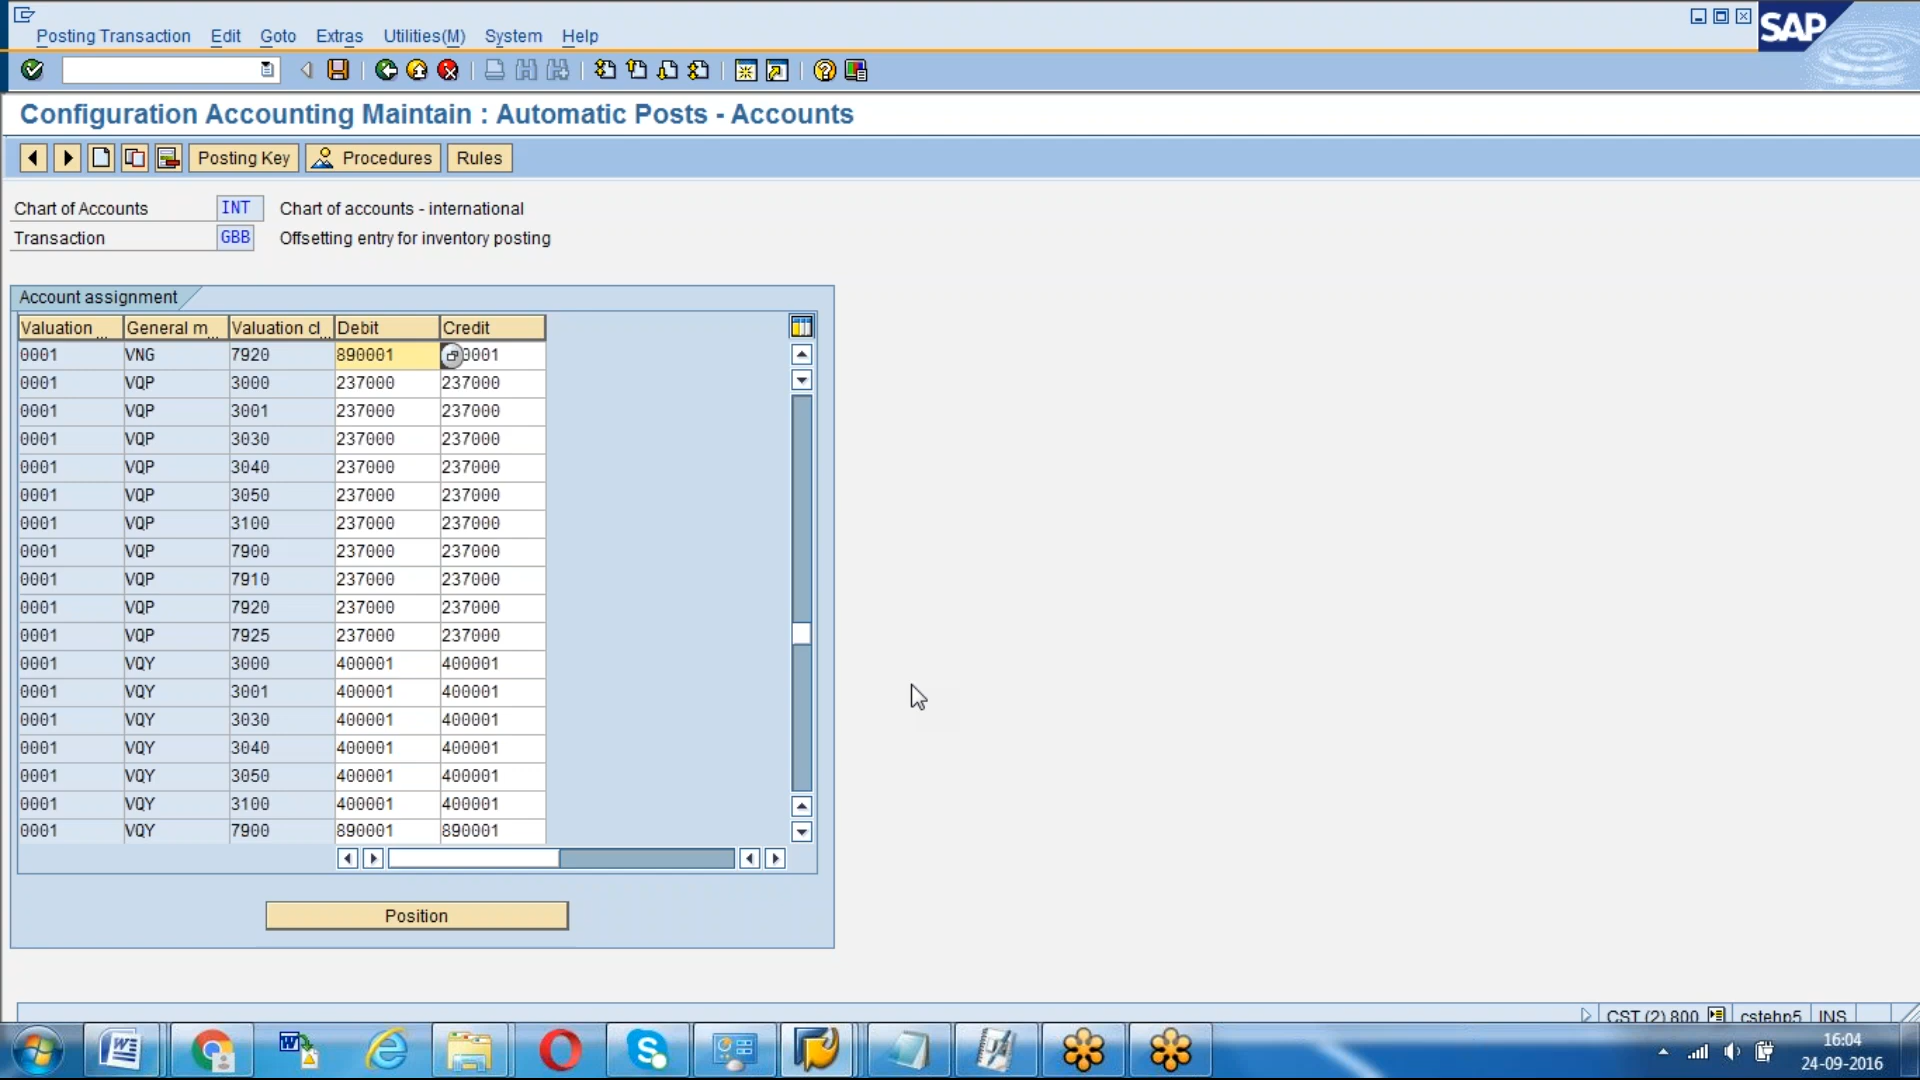 Posting Transaction Edit Goto Extras Utilities(M) System Help
SAP
Configuration Accounting Maintain : Automatic Posts - Accounts
Posting Key Procedures Rules
Chart of Accounts INT Chart of accounts - international
Transaction GBB Offsetting entry for inventory posting
Account assignment
Valuation ... General m... Valuation cl... Debit Credit
0001 VNG 7920 890001 0001
0001 VQP 3000 237000 237000
0001 VQP 3001 237000 237000
0001 VQP 3030 237000 237000
0001 VQP 3040 237000 237000
0001 VQP 3050 237000 237000
0001 VQP 3100 237000 237000
0001 VQP 7900 237000 237000
0001 VQP 7910 237000 237000
0001 VQP 7920 237000 237000
0001 VQP 7925 237000 237000
0001 VQY 3000 400001 400001
0001 VQY 3001 400001 400001
0001 VQY 3030 400001 400001
0001 VQY 3040 400001 400001
0001 VQY 3050 400001 400001
0001 VQY 3100 400001 400001
0001 VQY 7900 890001 890001
Position
CST (2) 800 cstehp5 INS
16:04
24-09-2016